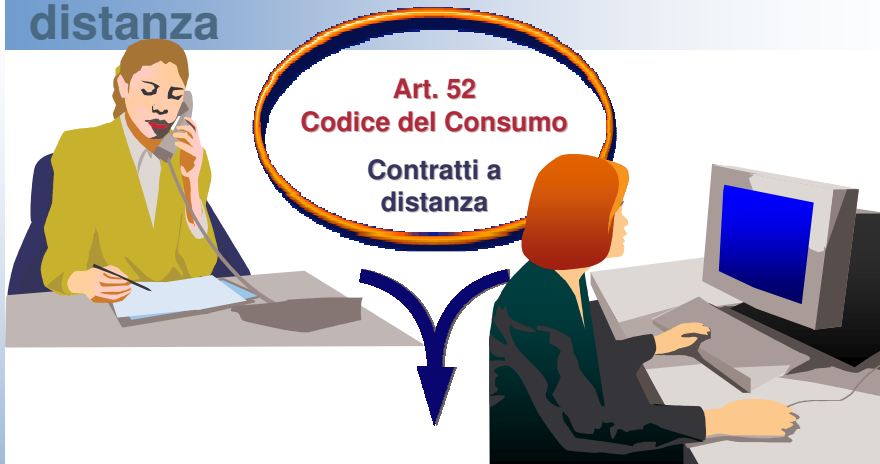 distanza
Art. 52
Codice del Consumo
Contratti a
distanza